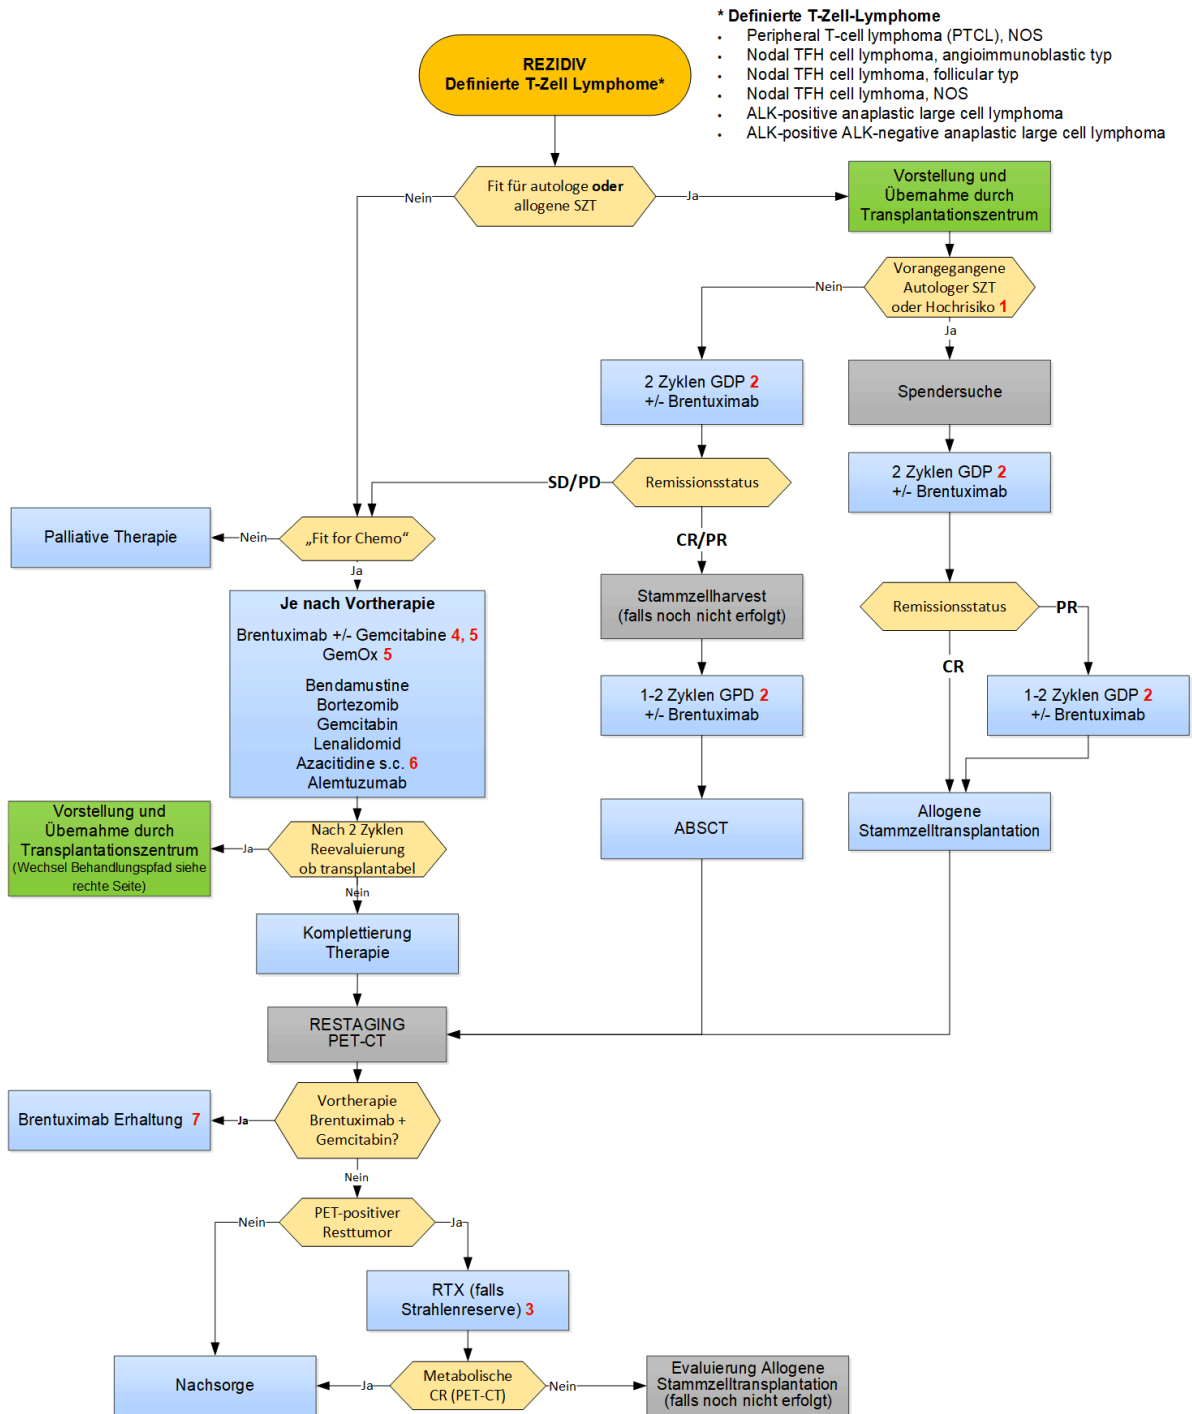 * Definierte T-Zell-Lymphome
• Peripheral T-cell lymphoma (PTCL), NOS
• Nodal TFH cell lymphoma, angioimmunoblastic typ
• Nodal TFH cell lymhoma, follicular typ
• Nodal TFH cell lymhoma, NOS
• ALK-positive anaplastic large cell lymphoma
• ALK-positive ALK-negative anaplastic large cell lymphoma
REZIDIV
Definierte T-Zell Lymphome*
Fit für autologe oder
allogene SZT
Nein
Ja
Vorstellung und
Übernahme durch
Transplantationszentrum
Vorangegangene
Autologer SZT
oder Hochrisiko 1
Nein
Ja
2 Zyklen GDP 2
+/- Brentuximab
Spendersuche
Remissionsstatus
SD/PD
CR/PR
2 Zyklen GDP 2
+/- Brentuximab
Palliative Therapie
Nein
„Fit for Chemo“
Ja
Stammzellharvest
(falls noch nicht erfolgt)
Remissionsstatus
PR
CR
Je nach Vortherapie
Brentuximab +/- Gemcitabine 4, 5
GemOx 5
Bendamustine
Bortezomib
Gemcitabin
Lenalidomid
Azacitidine s.c. 6
Alemtuzumab
1-2 Zyklen GPD 2
+/- Brentuximab
1-2 Zyklen GDP 2
+/- Brentuximab
Vorstellung und
Übernahme durch
Transplantationszentrum
(Wechsel Behandlungspfad siehe
rechte Seite)
Ja
Nach 2 Zyklen
Reevaluierung
ob transplantabel
Nein
ABSCT
Allogene
Stammzelltransplantation
Komplettierung
Therapie
RESTAGING
PET-CT
Brentuximab Erhaltung 7
Ja
Vortherapie
Brentuximab +
Gemcitabin?
Nein
Nein
PET-positiver
Resttumor
Ja
RTX (falls
Strahlenreserve) 3
Nachsorge
Ja
Metabolische
CR (PET-CT)
Nein
Evaluierung Allogene
Stammzelltransplantation
(falls noch nicht erfolgt)